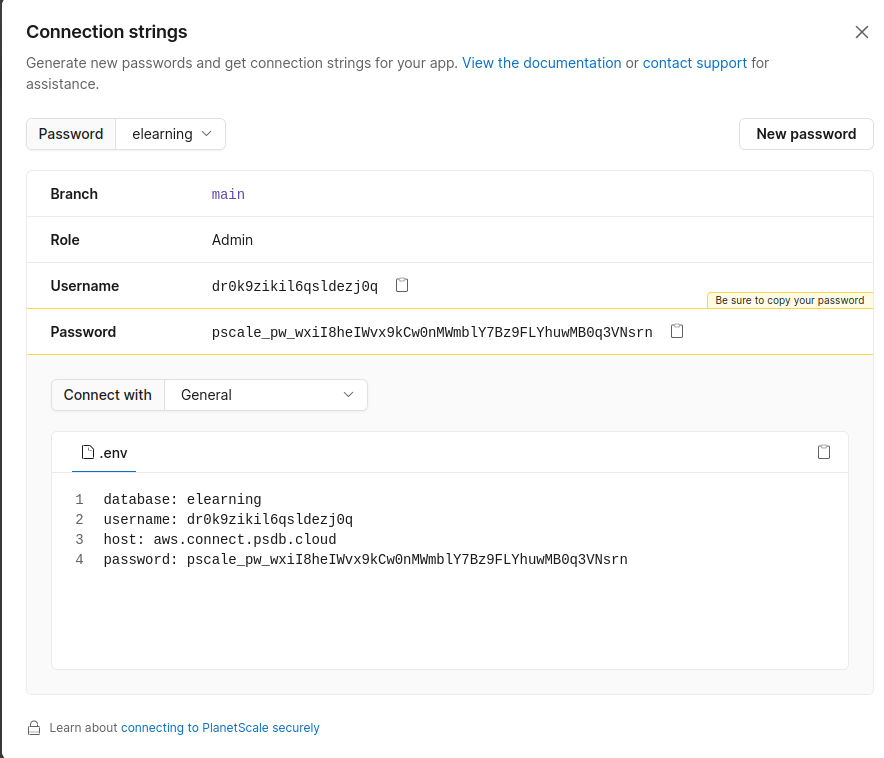 Connection strings
Generate new passwords and get connection strings for your app. View the documentation or contact support for
assistance.
Password elearning New password
Branch main
Role Admin
Username dr0k9zikil6qsldezj0q
Be sure to copy your password
Password pscale_pw_wxiI8heIWvx9kCw0nMWmblY7Bz9FLYhuwMB0q3VNsrn
Connect with General
.env
1 database: elearning
2 username: dr0k9zikil6qsldezj0q
3 host: aws.connect.psdb.cloud
4 password: pscale_pw_wxiI8heIWvx9kCw0nMWmblY7Bz9FLYhuwMB0q3VNsrn
Learn about connecting to PlanetScale securely